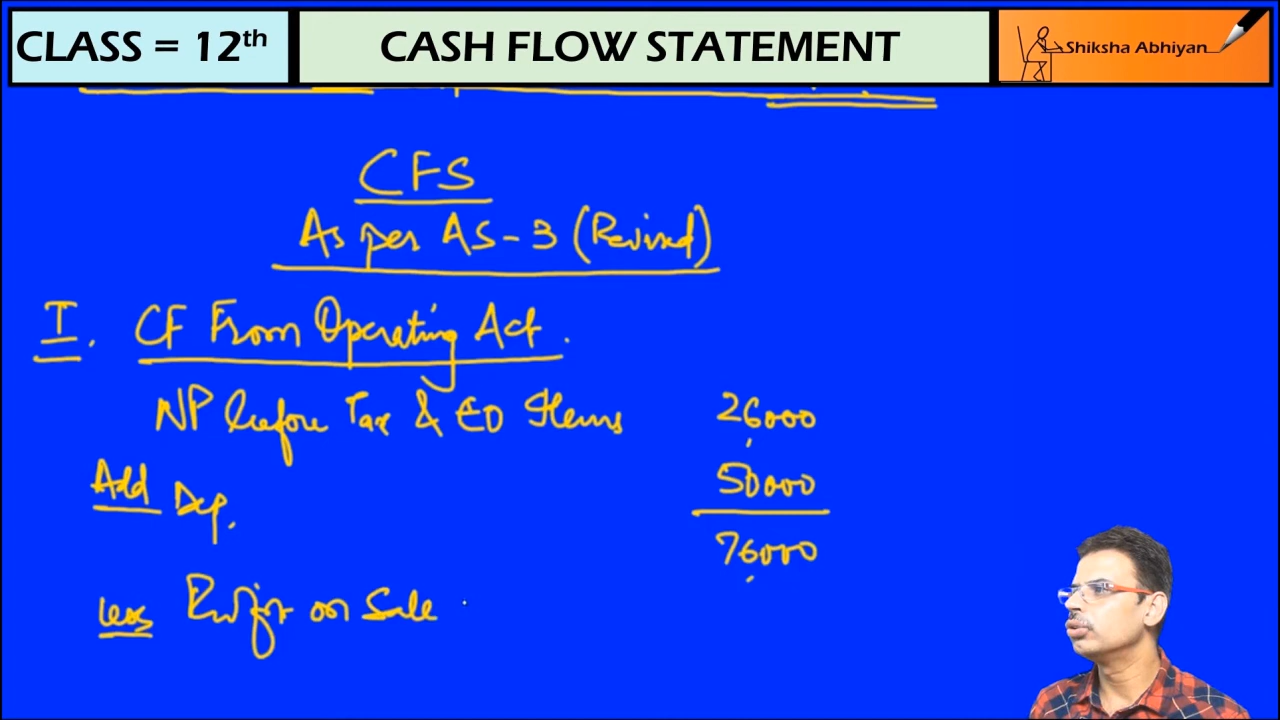 CLASS = 12th
CASH FLOW STATEMENT
Shiksha Abhiyan
CFS
As per AS-3 (Revised)
I. CF From Operating Act.
NP before Tax & EO Items 26000
Add Dep. 50000
76000
less Profit on Sale